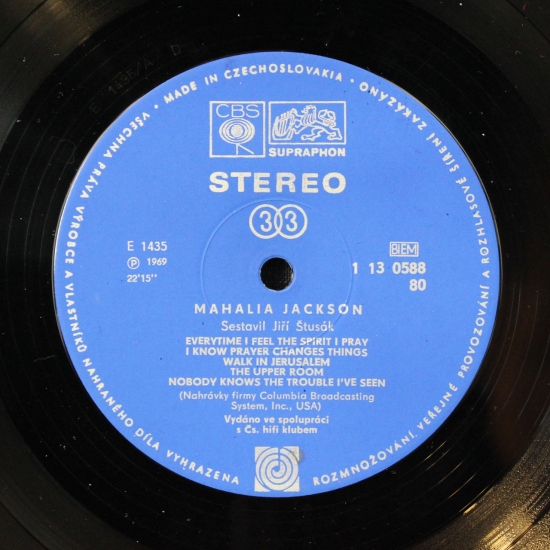 • MADE IN CZECHOSLOVAKIA •
VŠECHNA PRÁVA VÝROBCE A VLASTNÍKŮ NAHRANÉHO DÍLA VYHRAZENA
ROZMNOŽOVÁNÍ, VEŘEJNÉ PROVOZOVÁNÍ A ROZHLASOVÉ ŠÍŘENÍ ZAKÁZÁNO
CBS
SUPRAPHON
STEREO
33
E 1435
℗ 1969
22'15''
BIEM
1 13 0588
80
MAHALIA JACKSON
Sestavil Jiří Štusák
EVERYTIME I FEEL THE SPIRIT I PRAY
I KNOW PRAYER CHANGES THINGS
WALK IN JERUSALEM
THE UPPER ROOM
NOBODY KNOWS THE TROUBLE I'VE SEEN
(Nahrávky firmy Columbia Broadcasting
System, Inc., USA)
Vydáno ve spolupráci
s Čs. hifi klubem